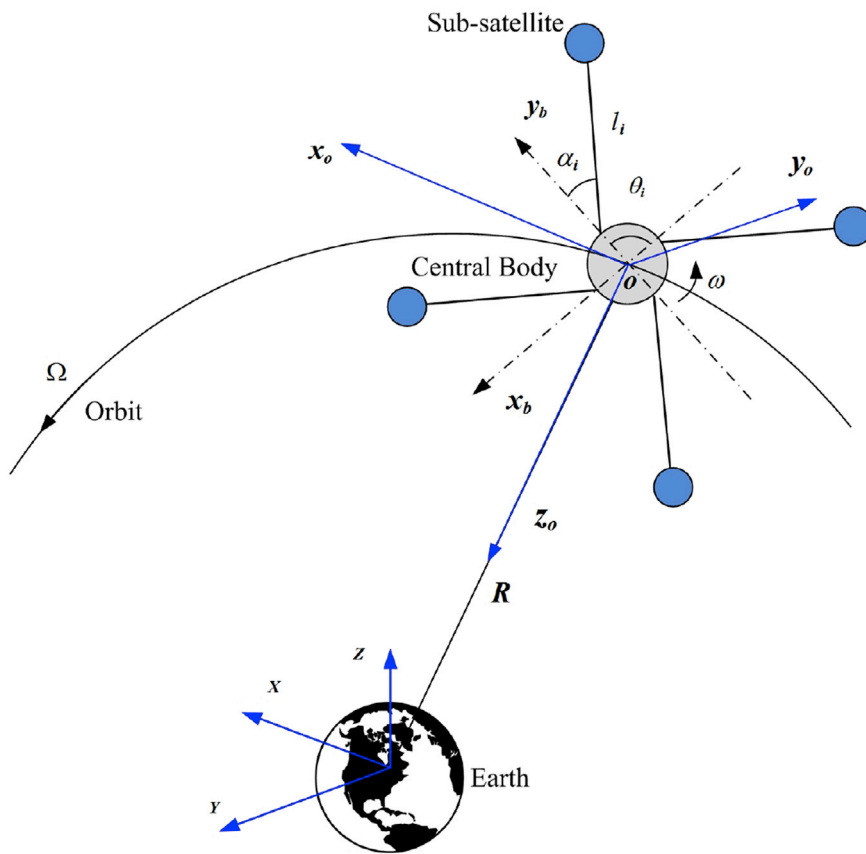 Sub-satellite
y_b
l_i
x_o
α_i
θ_i
y_o
Central Body
o
ω
Ω
Orbit
x_b
z_o
R
Z
X
Y
Earth